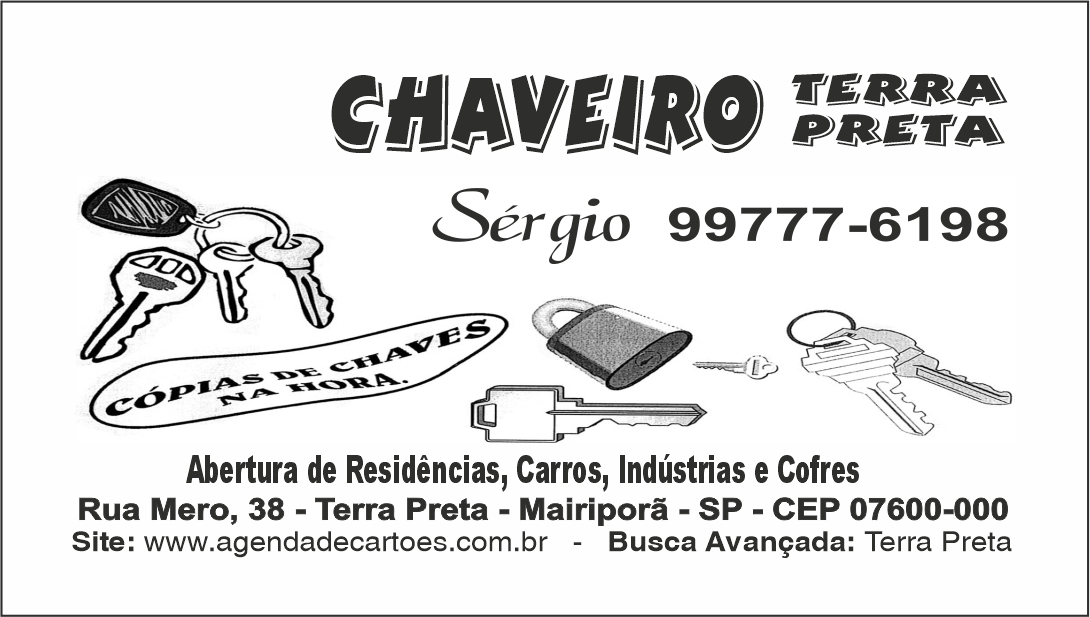 CHAVEIRO TERRA PRETA
Sérgio 99777-6198
CÓPIAS DE CHAVES
NA HORA.
Abertura de Residências, Carros, Indústrias e Cofres
Rua Mero, 38 - Terra Preta - Mairiporã - SP - CEP 07600-000
Site: www.agendadecartoes.com.br - Busca Avançada: Terra Preta